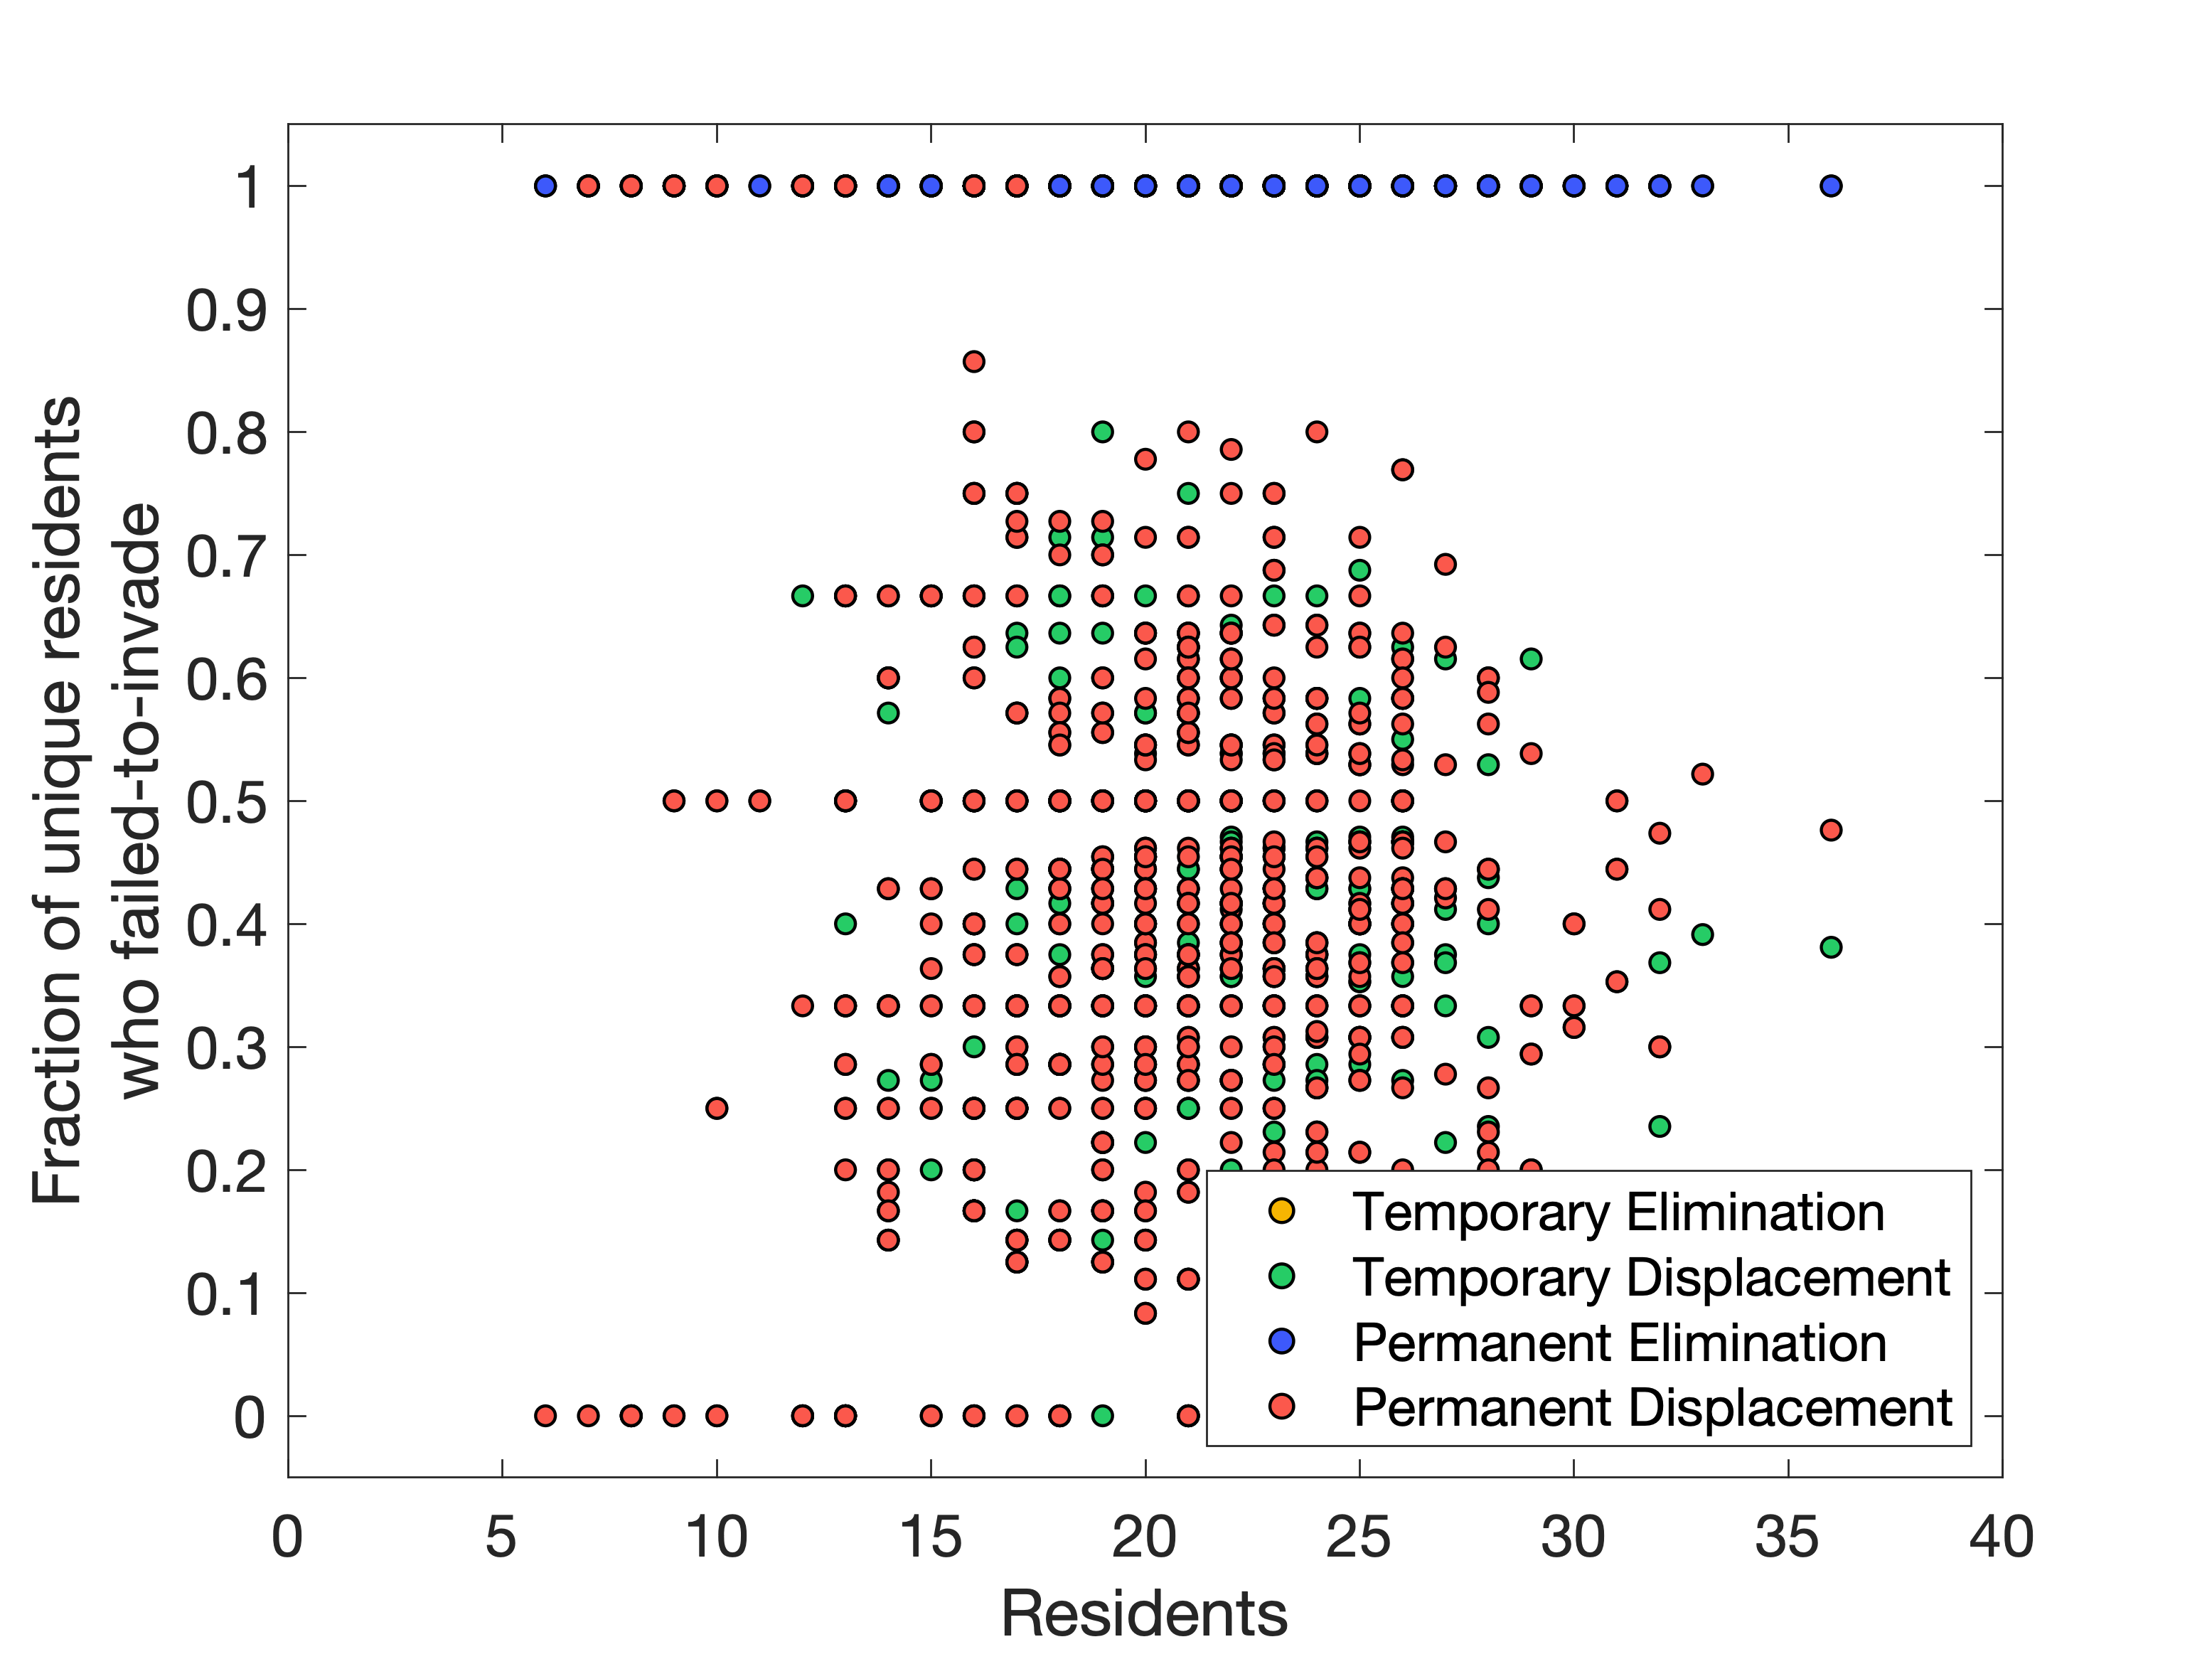 Fraction of unique residents
who failed-to-invade
1
0.9
0.8
0.7
0.6
0.5
0.4
0.3
0.2
0.1
0
Temporary Elimination
Temporary Displacement
Permanent Elimination
Permanent Displacement
0 5 10 15 20 25 30 35 40
Residents